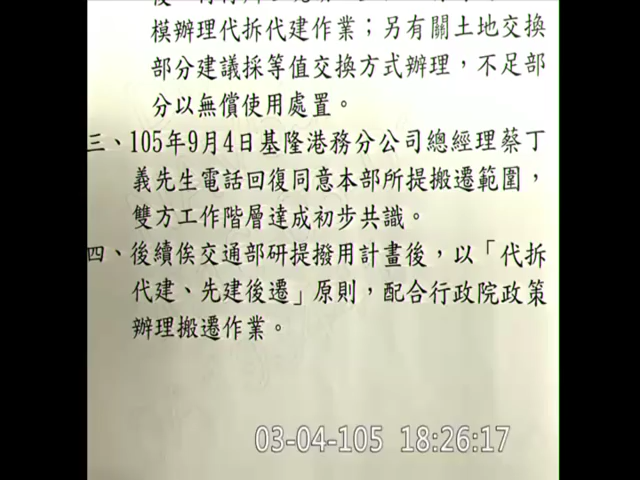 模辦理代拆代建作業；另有關土地交換
部分建議採等值交換方式辦理，不足部
分以無償使用處置。
三、105年9月4日基隆港務分公司總經理蔡丁
義先生電話回復同意本部所提搬遷範圍，
雙方工作階層達成初步共識。
四、後續俟交通部研提撥用計畫後，以「代拆
代建、先建後遷」原則，配合行政院政策
辦理搬遷作業。
03-04-105 18:26:17